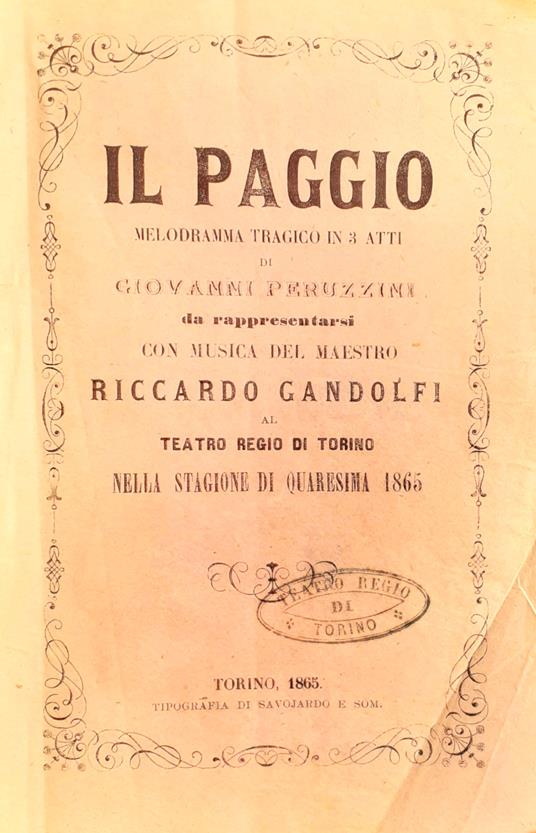 IL PAGGIO
MELODRAMMA TRAGICO IN 3 ATTI
DI
GIOVANNI PERUZZINI
da rappresentarsi
CON MUSICA DEL MAESTRO
RICCARDO GANDOLFI
AL
TEATRO REGIO DI TORINO
NELLA STAGIONE DI QUARESIMA 1865
TEATRO REGIO
DI
TORINO
TORINO, 1865.
TIPOGRAFIA DI SAVOJARDO E SOM.